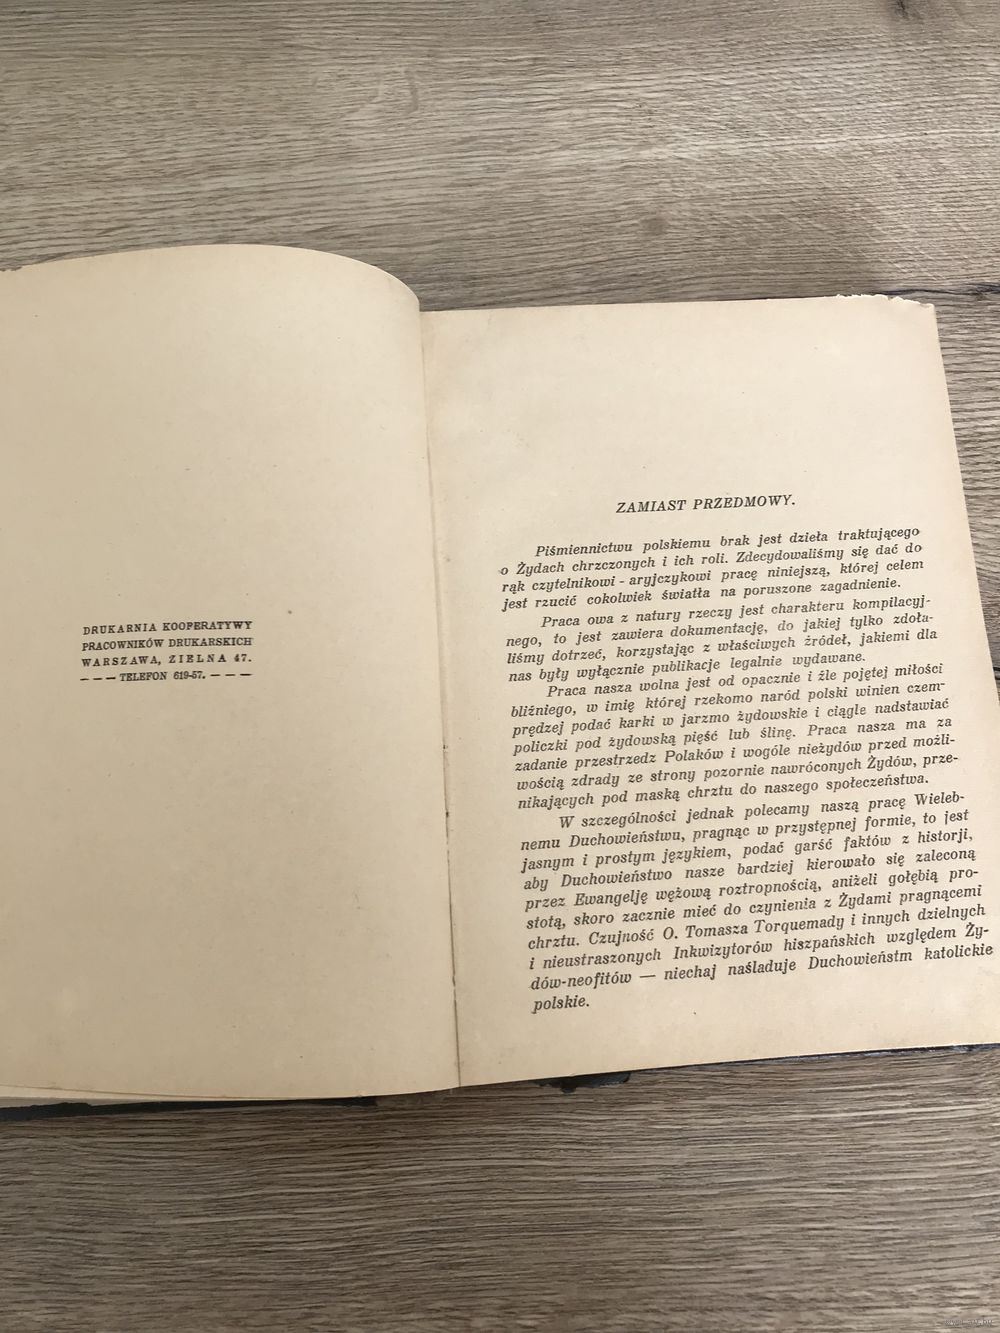 DRUKARNIA KOOPERATYWY
PRACOWNIKÓW DRUKARSKICH
WARSZAWA, ZIELNA 47.
– – – TELEFON 619-57. – – –
ZAMIAST PRZEDMOWY.
Piśmiennictwu polskiemu brak jest dzieła traktującego
o Żydach chrzczonych i ich roli. Zdecydowaliśmy się dać do
rąk czytelnikowi - aryjczykowi pracę niniejszą, której celem
jest rzucić cokolwiek światła na poruszone zagadnienie.
Praca owa z natury rzeczy jest charakteru kompilacyj-
nego, to jest zawiera dokumentację, do jakiej tylko zdoła-
liśmy dotrzeć, korzystając z właściwych źródeł, jakiemi dla
nas były wyłącznie publikacje legalnie wydawane.
Praca nasza wolna jest od opacznie i źle pojętej miłości
bliźniego, w imię której rzekomo naród polski winien czem-
prędzej podać karki w jarzmo żydowskie i ciągle nadstawiać
policzki pod żydowską pięść lub ślinę. Praca nasza ma za
zadanie przestrzedz Polaków i wogóle nieżydów przed możli-
wością zdrady ze strony pozornie nawróconych Żydów, prze-
nikających pod maską chrztu do naszego społeczeństwa.
W szczególności jednak polecamy naszą pracę Wieleb-
nemu Duchowieństwu, pragnąc w przystępnej formie, to jest
jasnym i prostym językiem, podać garść faktów z historji,
aby Duchowieństwo nasze bardziej kierowało się zaleconą
przez Ewangelję wężową roztropnością, aniżeli gołębią pro-
stotą, skoro zacznie mieć do czynienia z Żydami pragnącemi
chrztu. Czujność O. Tomasza Torquemady i innych dzielnych
i nieustraszonych Inkwizytorów hiszpańskich względem Ży-
dów-neofitów — niechaj naśladuje Duchowieństm katolickie
polskie.